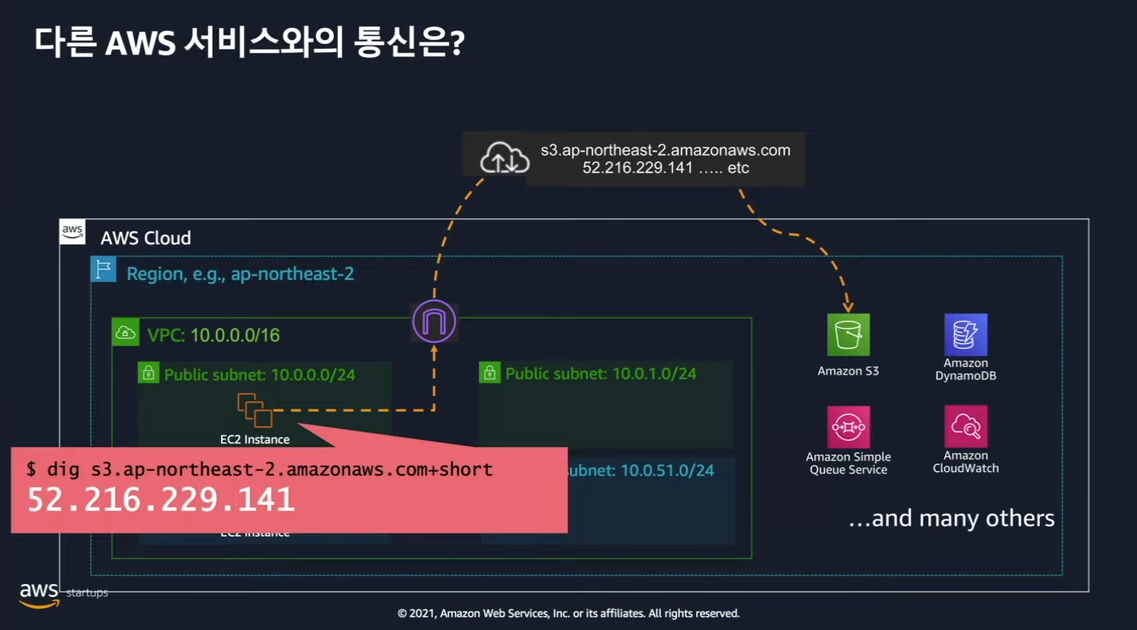 다른 AWS 서비스와의 통신은?
s3.ap-northeast-2.amazonaws.com
52.216.229.141 ..... etc
aws
AWS Cloud
Region, e.g., ap-northeast-2
VPC: 10.0.0.0/16
Public subnet: 10.0.0.0/24
Public subnet: 10.0.1.0/24
EC2 Instance
$ dig s3.ap-northeast-2.amazonaws.com+short
52.216.229.141
subnet: 10.0.51.0/24
EC2 Instance
Amazon S3
Amazon
DynamoDB
Amazon Simple
Queue Service
Amazon
CloudWatch
...and many others
aws startups
© 2021, Amazon Web Services, Inc. or its affiliates. All rights reserved.